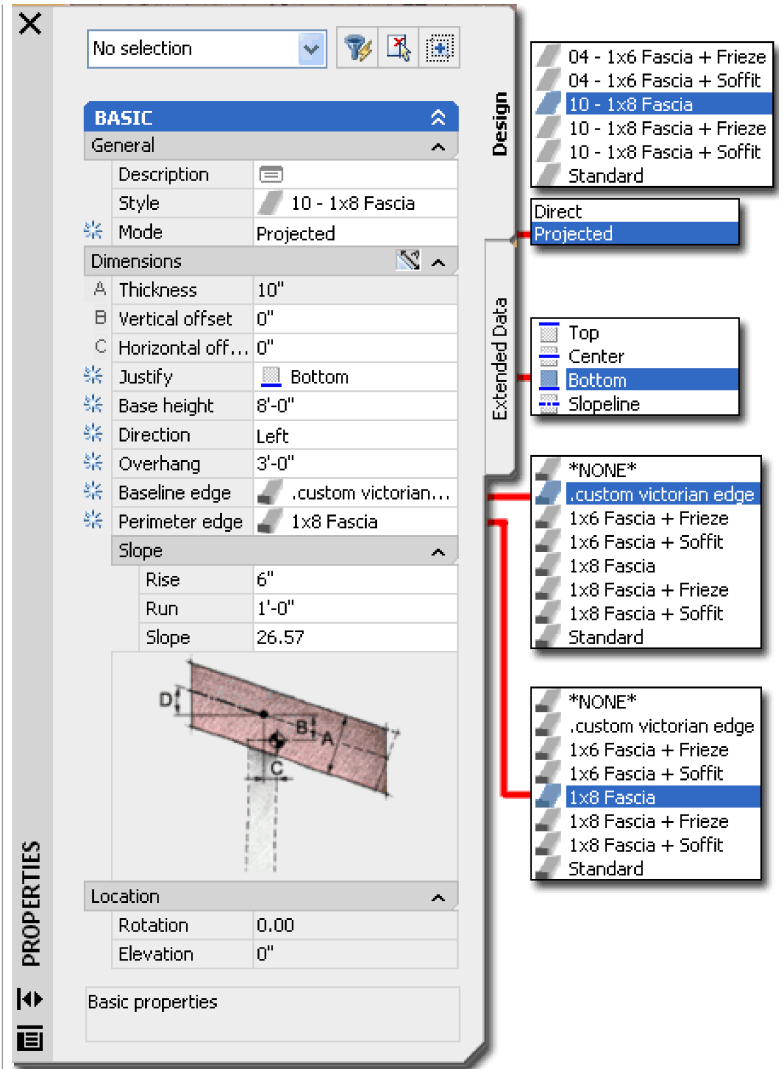 No selection
BASIC
General
Description
Style 10 - 1x8 Fascia
Mode Projected
Dimensions
A Thickness 10"
B Vertical offset 0"
C Horizontal off... 0"
Justify Bottom
Base height 8'-0"
Direction Left
Overhang 3'-0"
Baseline edge .custom victorian...
Perimeter edge 1x8 Fascia
Slope
Rise 6"
Run 1'-0"
Slope 26.57
D
B
A
C
Location
Rotation 0.00
Elevation 0"
Basic properties
PROPERTIES
Design
Extended Data
04 - 1x6 Fascia + Frieze
04 - 1x6 Fascia + Soffit
10 - 1x8 Fascia
10 - 1x8 Fascia + Frieze
10 - 1x8 Fascia + Soffit
Standard
Direct
Projected
Top
Center
Bottom
Slopeline
*NONE*
.custom victorian edge
1x6 Fascia + Frieze
1x6 Fascia + Soffit
1x8 Fascia
1x8 Fascia + Frieze
1x8 Fascia + Soffit
Standard
*NONE*
.custom victorian edge
1x6 Fascia + Frieze
1x6 Fascia + Soffit
1x8 Fascia
1x8 Fascia + Frieze
1x8 Fascia + Soffit
Standard